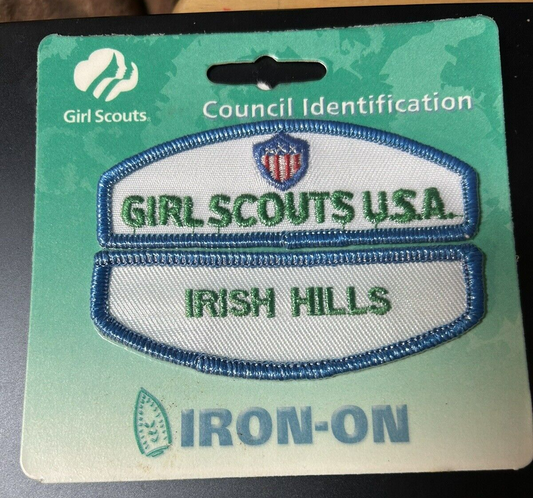 Girl Scouts
Council Identification
GIRL SCOUTS U.S.A.
IRISH HILLS
IRON-ON